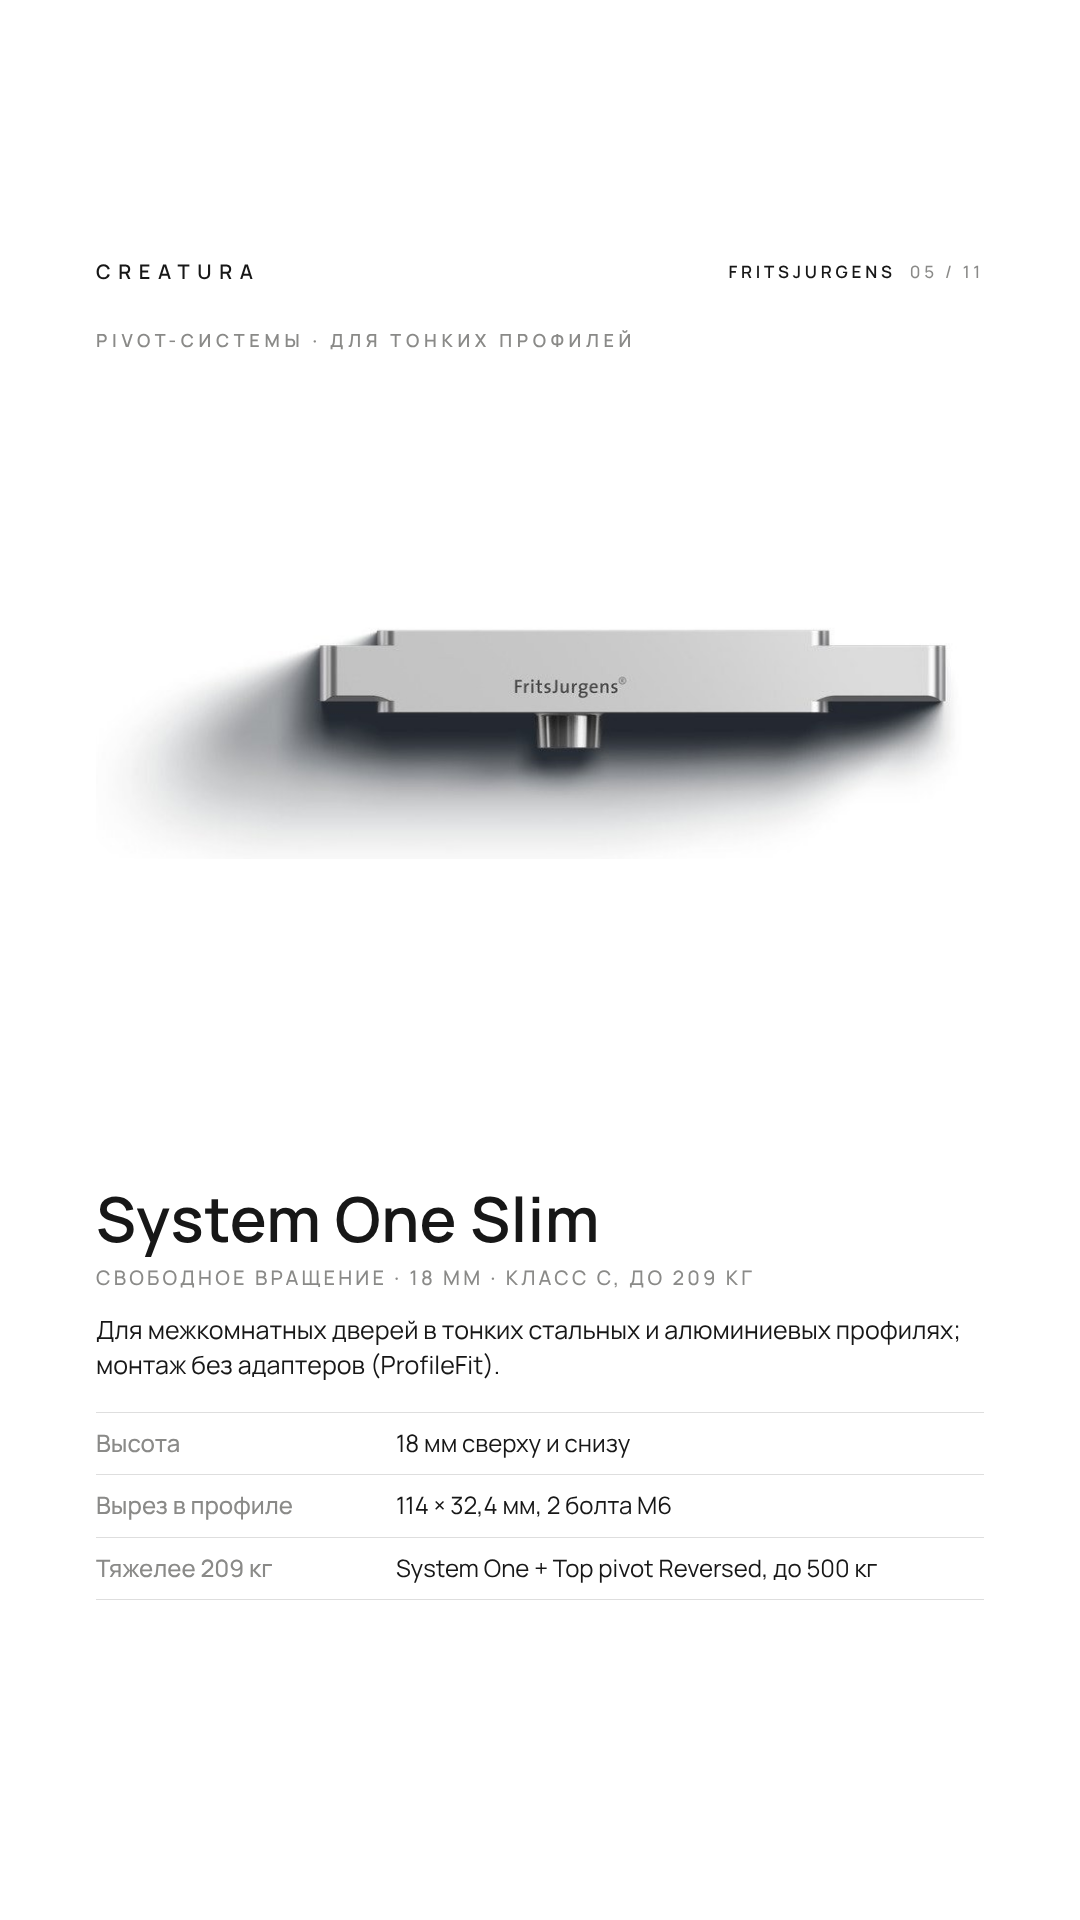 CREATURA
FRITSJURGENS 05 / 11
PIVOT-СИСТЕМЫ · ДЛЯ ТОНКИХ ПРОФИЛЕЙ
FritsJurgens®
System One Slim
СВОБОДНОЕ ВРАЩЕНИЕ · 18 ММ · КЛАСС C, ДО 209 КГ
Для межкомнатных дверей в тонких стальных и алюминиевых профилях;
монтаж без адаптеров (ProfileFit).
Высота 18 мм сверху и снизу
Вырез в профиле 114 × 32,4 мм, 2 болта M6
Тяжелее 209 кг System One + Top pivot Reversed, до 500 кг